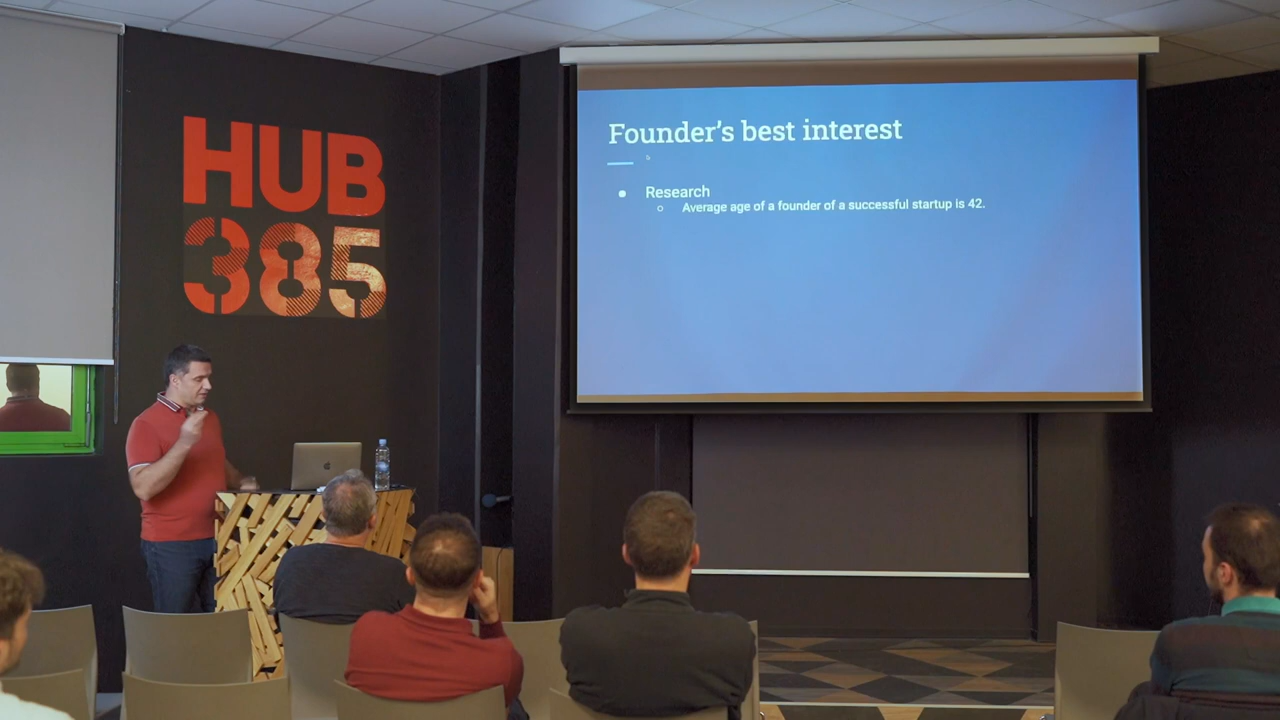 HUB
385
Founder's best interest
Research
Average age of a founder of a successful startup is 42.